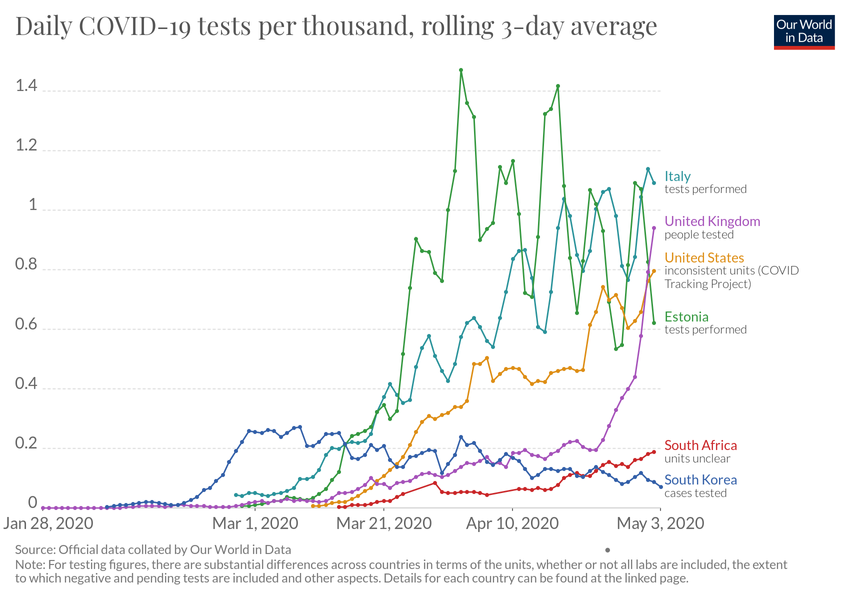 Daily COVID-19 tests per thousand, rolling 3-day average
Our World
in Data
1.4
1.2
1
0.8
0.6
0.4
0.2
0
Italy
tests performed
United Kingdom
people tested
United States
inconsistent units (COVID
Tracking Project)
Estonia
tests performed
South Africa
units unclear
South Korea
cases tested
Jan 28, 2020
Mar 1, 2020
Mar 21, 2020
Apr 10, 2020
May 3, 2020
Source: Official data collated by Our World in Data
Note: For testing figures, there are substantial differences across countries in terms of the units, whether or not all labs are included, the extent
to which negative and pending tests are included and other aspects. Details for each country can be found at the linked page.